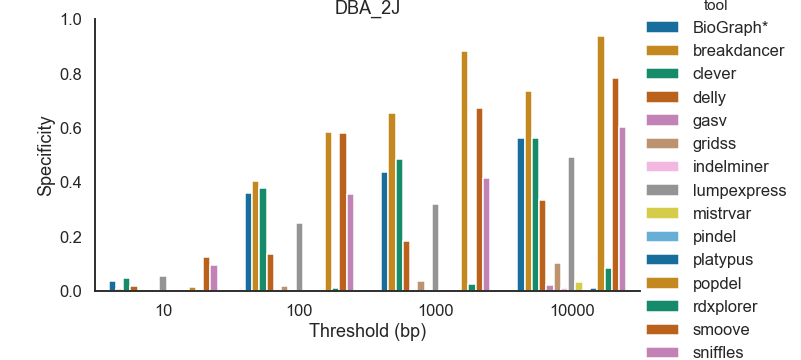 DBA_2J
tool
1.0
0.8
0.6
0.4
0.2
0.0
Specificity
10
100
1000
10000
Threshold (bp)
BioGraph*
breakdancer
clever
delly
gasv
gridss
indelminer
lumpexpress
mistrvar
pindel
platypus
popdel
rdxplorer
smoove
sniffles